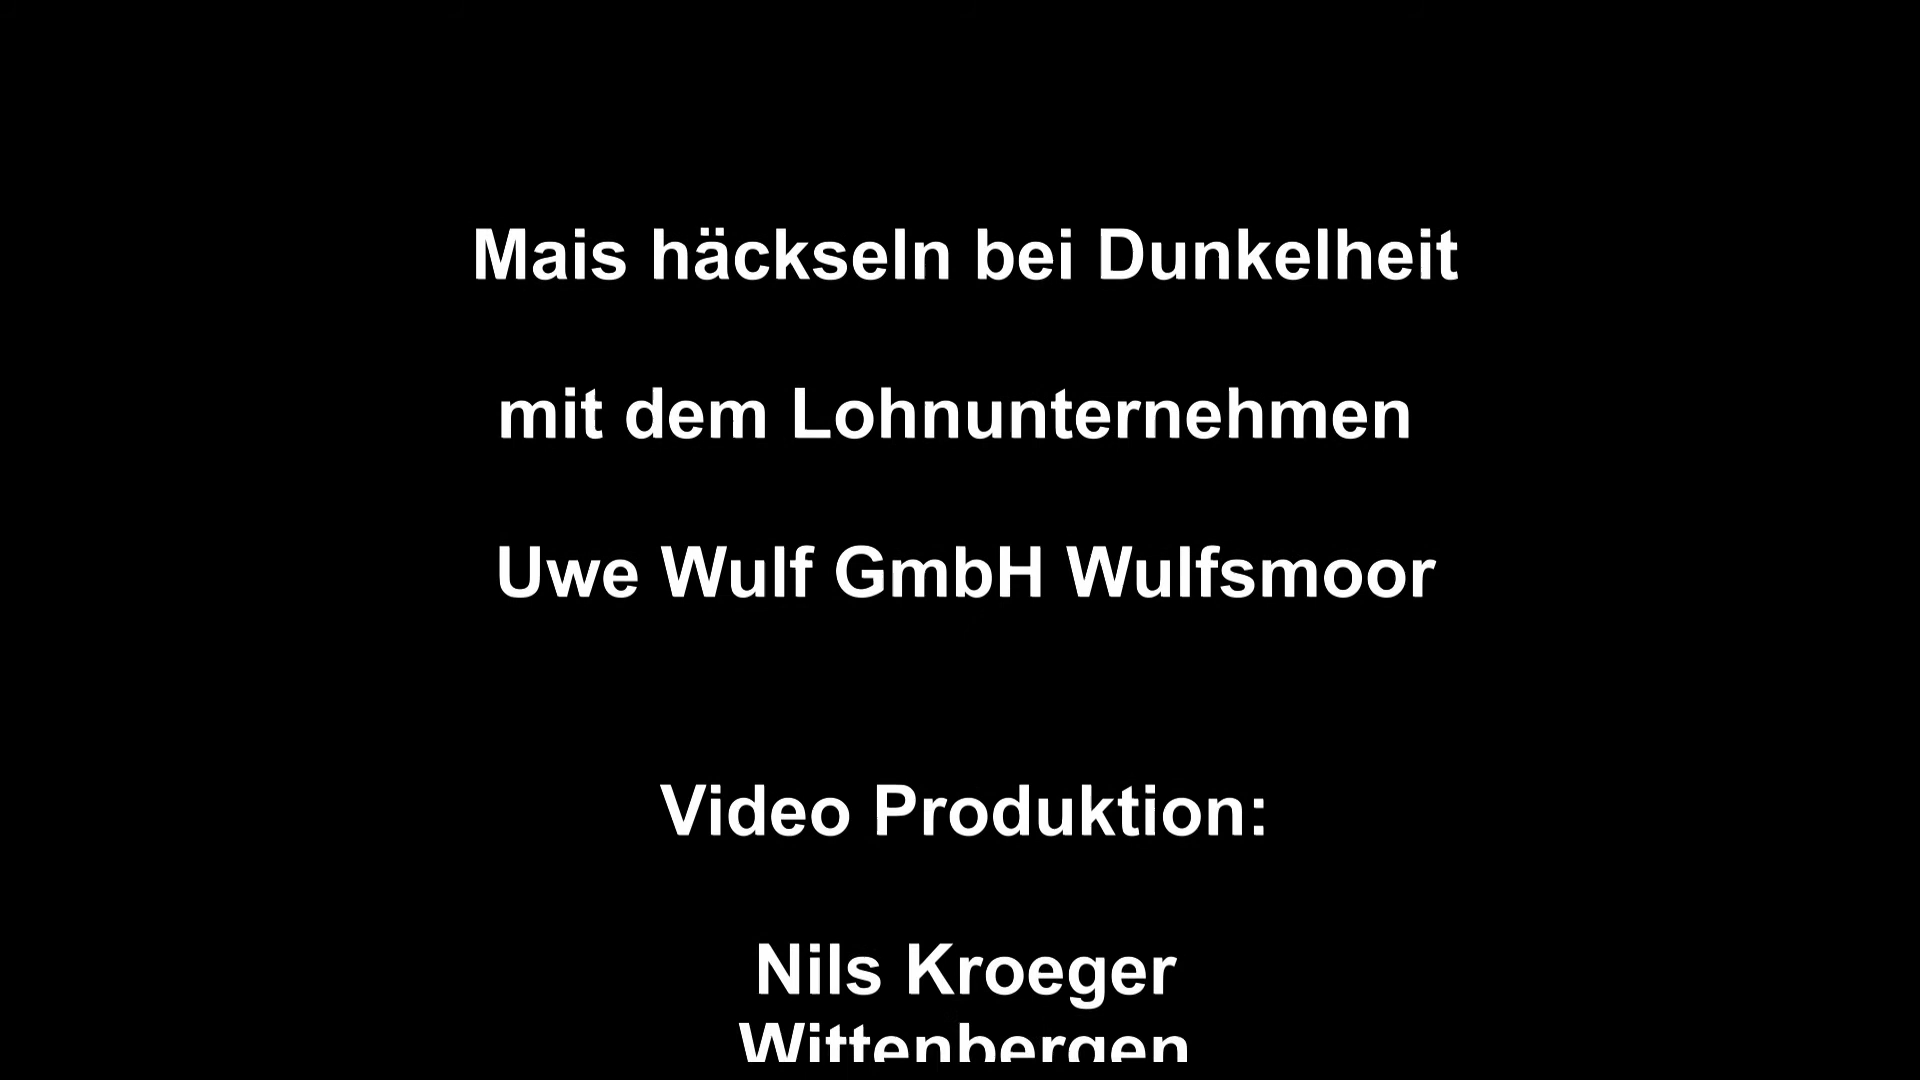 Mais häckseln bei Dunkelheit
mit dem Lohnunternehmen
Uwe Wulf GmbH Wulfsmoor
Video Produktion:
Nils Kroeger
Wittenbergen